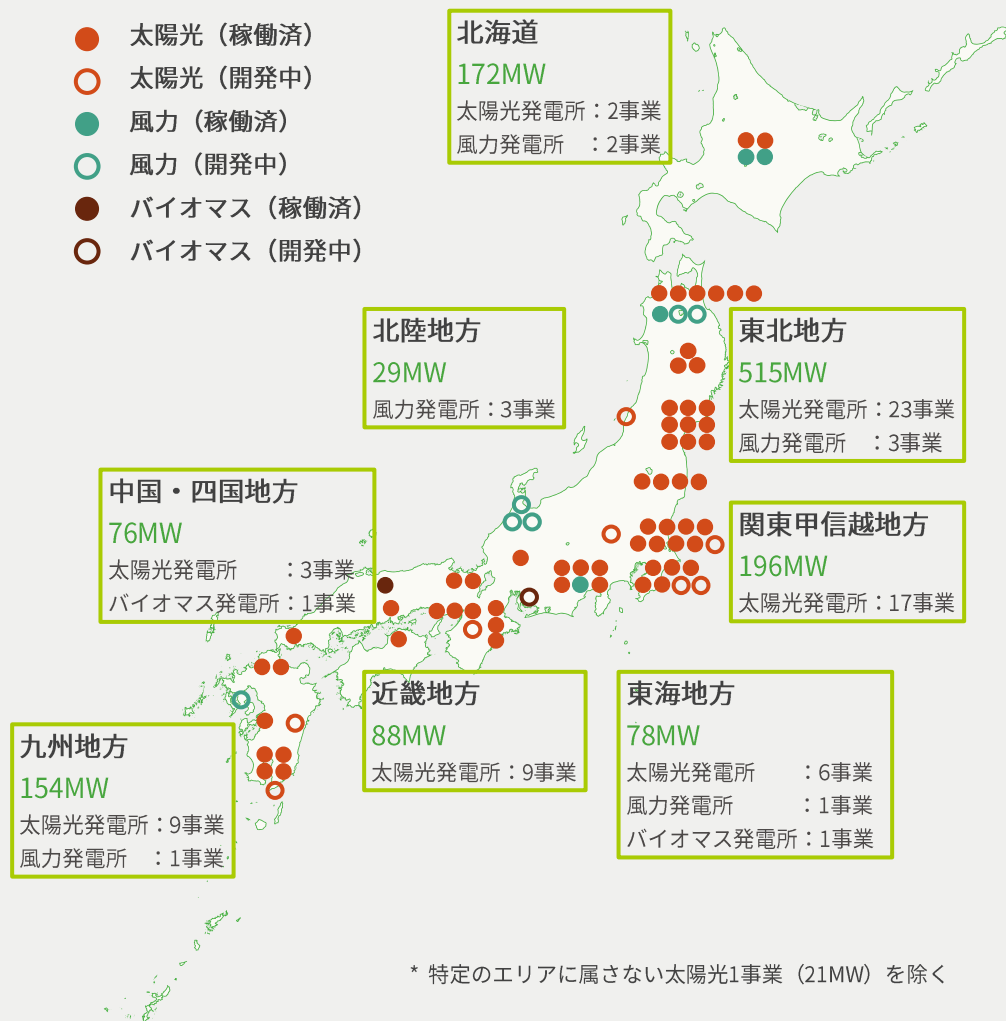 太陽光（稼働済）
太陽光（開発中）
風力（稼働済）
風力（開発中）
バイオマス（稼働済）
バイオマス（開発中）
北海道
172MW
太陽光発電所：2事業
風力発電所　：2事業
北陸地方
29MW
風力発電所：3事業
東北地方
515MW
太陽光発電所：23事業
風力発電所　：3事業
中国・四国地方
76MW
太陽光発電所　　：3事業
バイオマス発電所：1事業
関東甲信越地方
196MW
太陽光発電所：17事業
近畿地方
88MW
太陽光発電所：9事業
東海地方
78MW
太陽光発電所　　：6事業
風力発電所　　　：1事業
バイオマス発電所：1事業
九州地方
154MW
太陽光発電所：9事業
風力発電所　：1事業
* 特定のエリアに属さない太陽光1事業（21MW）を除く